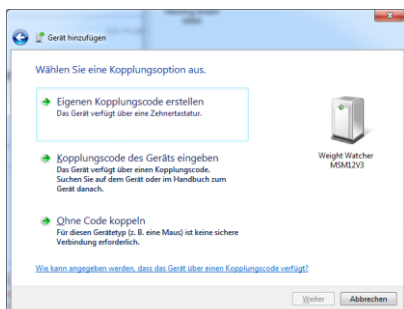 Gerät hinzufügen
Wählen Sie eine Kopplungsoption aus.
Eigenen Kopplungscode erstellen
Das Gerät verfügt über eine Zehnertastatur.
Kopplungscode des Geräts eingeben
Das Gerät verfügt über einen Kopplungscode.
Suchen Sie auf dem Gerät oder im Handbuch zum
Gerät danach.
Weight Watcher
MSM12V3
Ohne Code koppeln
Für diesen Gerätetyp (z. B. eine Maus) ist keine sichere
Verbindung erforderlich.
Wie kann angegeben werden, dass das Gerät über einen Kopplungscode verfügt?
Weiter
Abbrechen